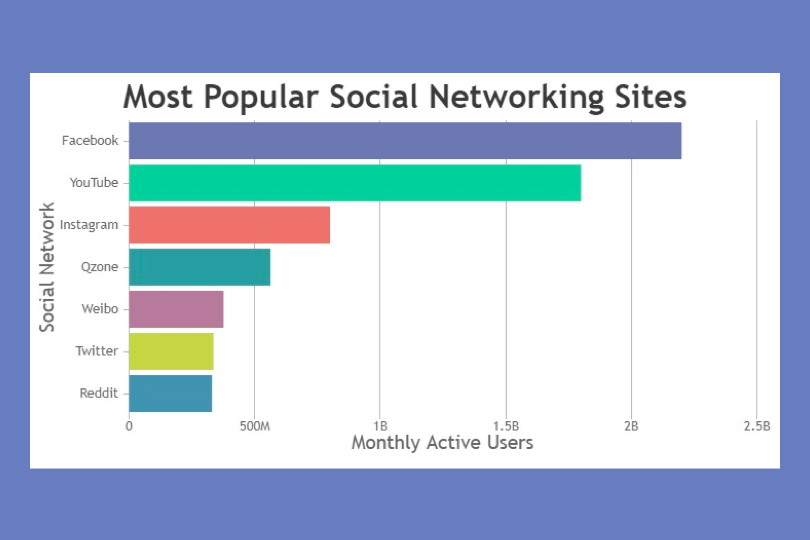 Most Popular Social Networking Sites
Social Network
Facebook
YouTube
Instagram
Qzone
Weibo
Twitter
Reddit
0 500M 1B 1.5B 2B 2.5B
Monthly Active Users